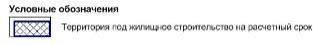 Условные обозначения
Территория под жилищное строительство на расчетный срок